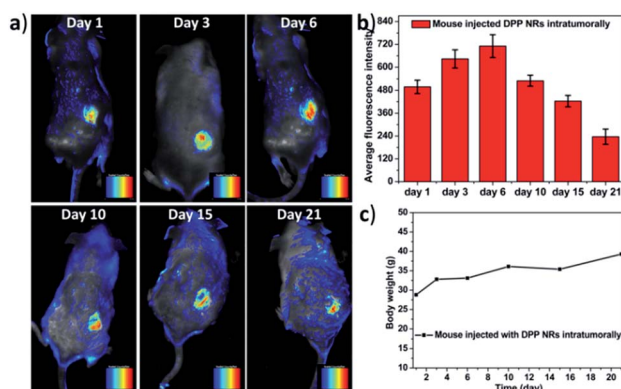 a)
Day 1
Day 3
Day 6
Day 10
Day 15
Day 21
b)
Average fluorescence intensity
840
720
600
480
360
240
120
0
Mouse injected DPP NRs intratumorally
day 1
day 3
day 6
day 10
day 15
day 21
c)
Body weight (g)
50
45
40
35
30
25
20
15
10
Mouse injected with DPP NRs intratumorally
2 4 6 8 10 12 14 16 18 20
Time (day)